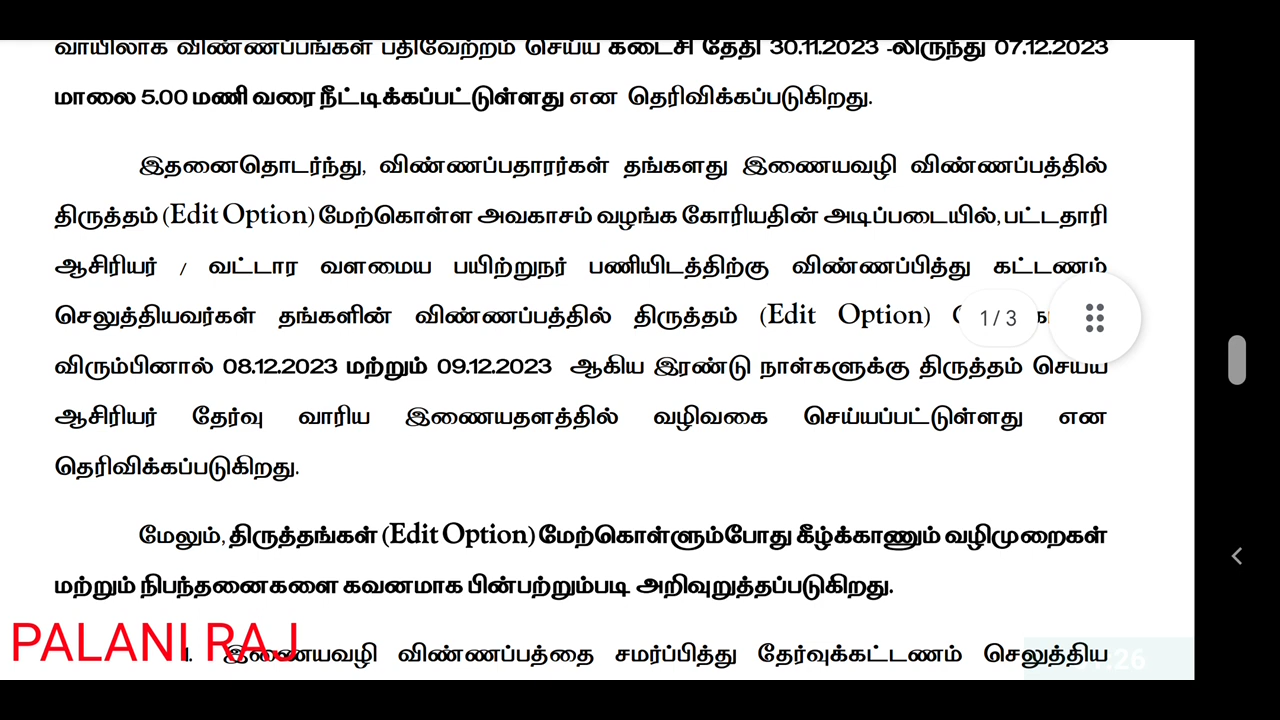 வாயிலாக விண்ணப்பங்கள் பதிவேற்றம் செய்ய கடைசி தேதி 30.11.2023 -லிருந்து 07.12.2023
மாலை 5.00 மணி வரை நீட்டிக்கப்பட்டுள்ளது என தெரிவிக்கப்படுகிறது.
இதனைதொடர்ந்து, விண்ணப்பதாரர்கள் தங்களது இணையவழி விண்ணப்பத்தில்
திருத்தம் (Edit Option) மேற்கொள்ள அவகாசம் வழங்க கோரியதின் அடிப்படையில், பட்டதாரி
ஆசிரியர் / வட்டார வளமைய பயிற்றுநர் பணியிடத்திற்கு விண்ணப்பித்து கட்டணம்
செலுத்தியவர்கள் தங்களின் விண்ணப்பத்தில் திருத்தம் (Edit Option)
1 / 3
விரும்பினால் 08.12.2023 மற்றும் 09.12.2023 ஆகிய இரண்டு நாள்களுக்கு திருத்தம் செய்ய
ஆசிரியர் தேர்வு வாரிய இணையதளத்தில் வழிவகை செய்யப்பட்டுள்ளது என
தெரிவிக்கப்படுகிறது.
மேலும், திருத்தங்கள் (Edit Option) மேற்கொள்ளும்போது கீழ்க்காணும் வழிமுறைகள்
மற்றும் நிபந்தனைகளை கவனமாக பின்பற்றும்படி அறிவுறுத்தப்படுகிறது.
PALANI RAJ
1. இணையவழி விண்ணப்பத்தை சமர்ப்பித்து தேர்வுக்கட்டணம் செலுத்திய